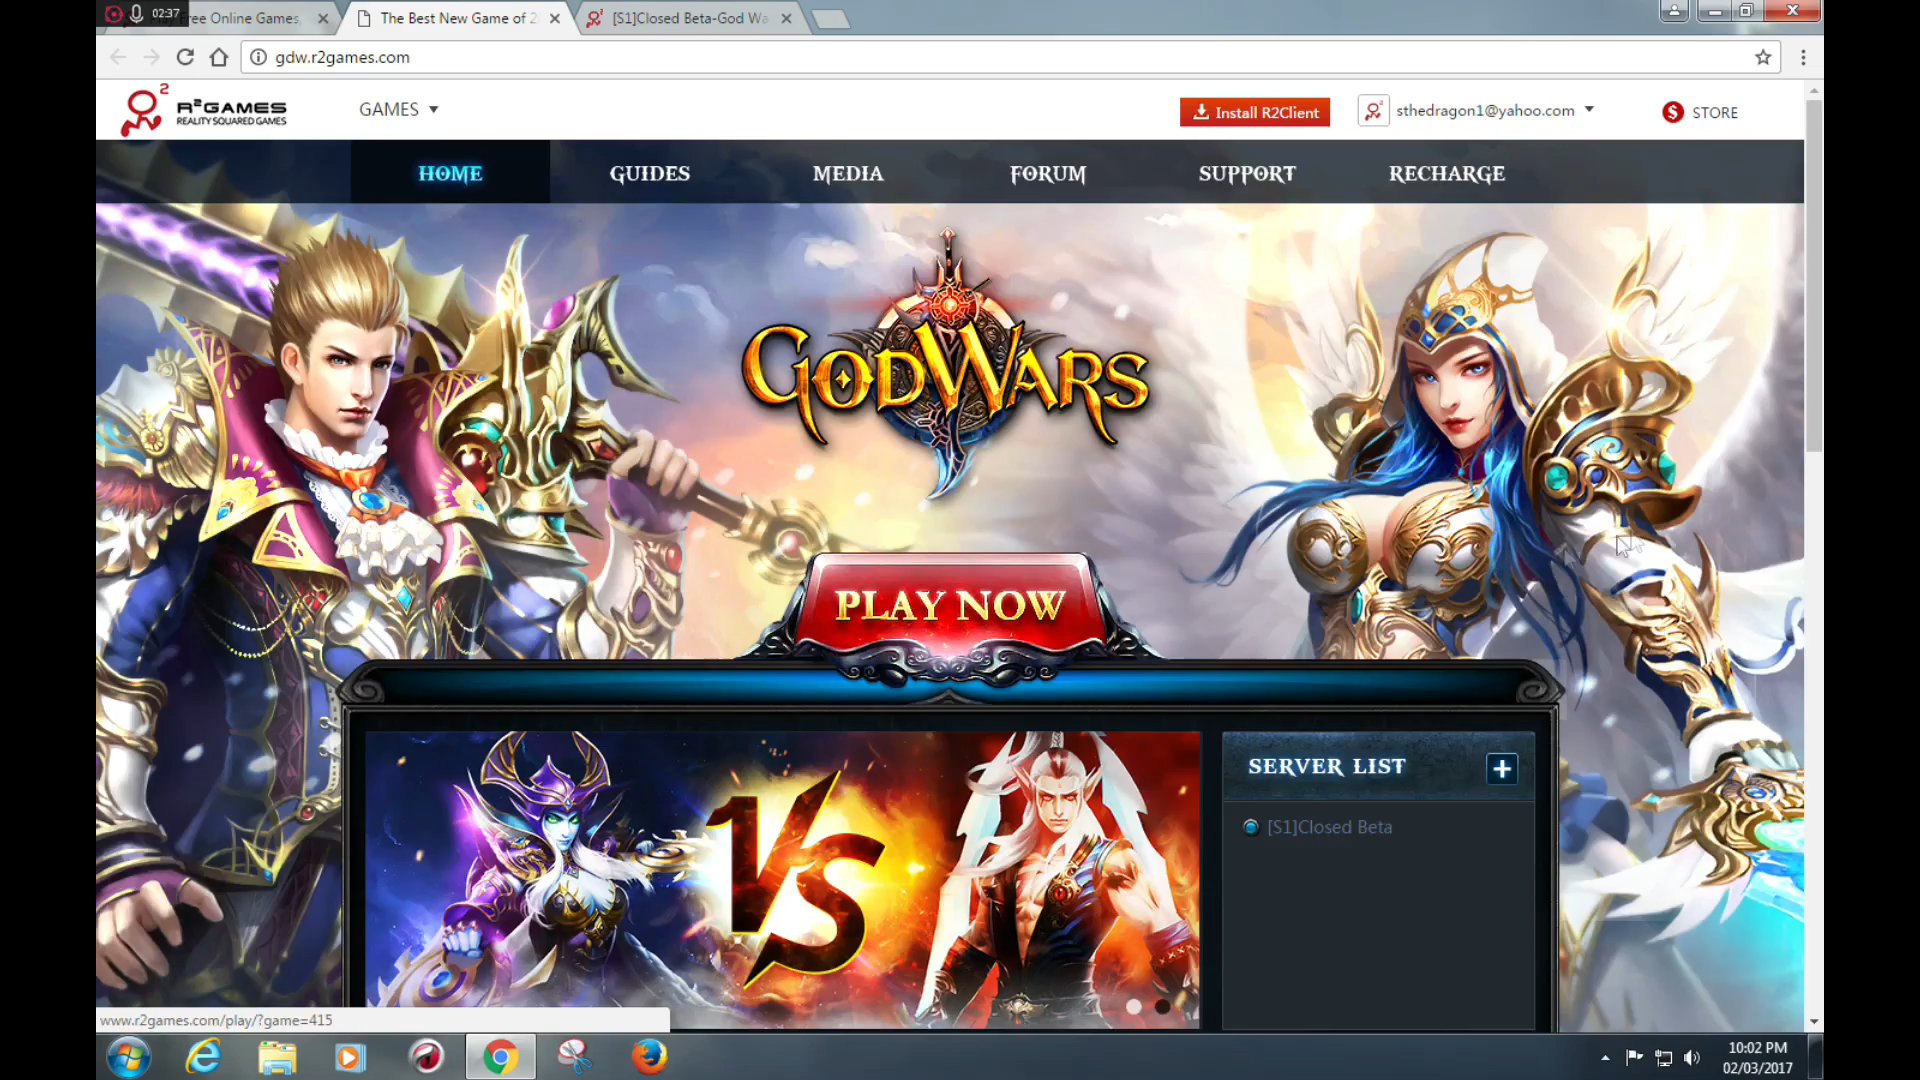 02:37
Free Online Games,
The Best New Game of 2
[S1]Closed Beta-God Wa
gdw.r2games.com
R²GAMES
REALITY SQUARED GAMES
GAMES
Install R2Client
sthedragon1@yahoo.com
$ STORE
HOME
GUIDES
MEDIA
FORUM
SUPPORT
RECHARGE
GODWARS
PLAY NOW
VS
SERVER LIST
[S1]Closed Beta
www.r2games.com/play/?game=415
10:02 PM
02/03/2017